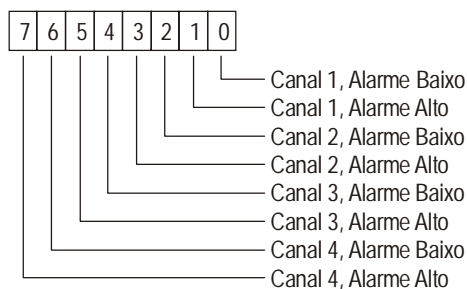 7 6 5 4 3 2 1 0
Canal 1, Alarme Baixo
Canal 1, Alarme Alto
Canal 2, Alarme Baixo
Canal 2, Alarme Alto
Canal 3, Alarme Baixo
Canal 3, Alarme Alto
Canal 4, Alarme Baixo
Canal 4, Alarme Alto